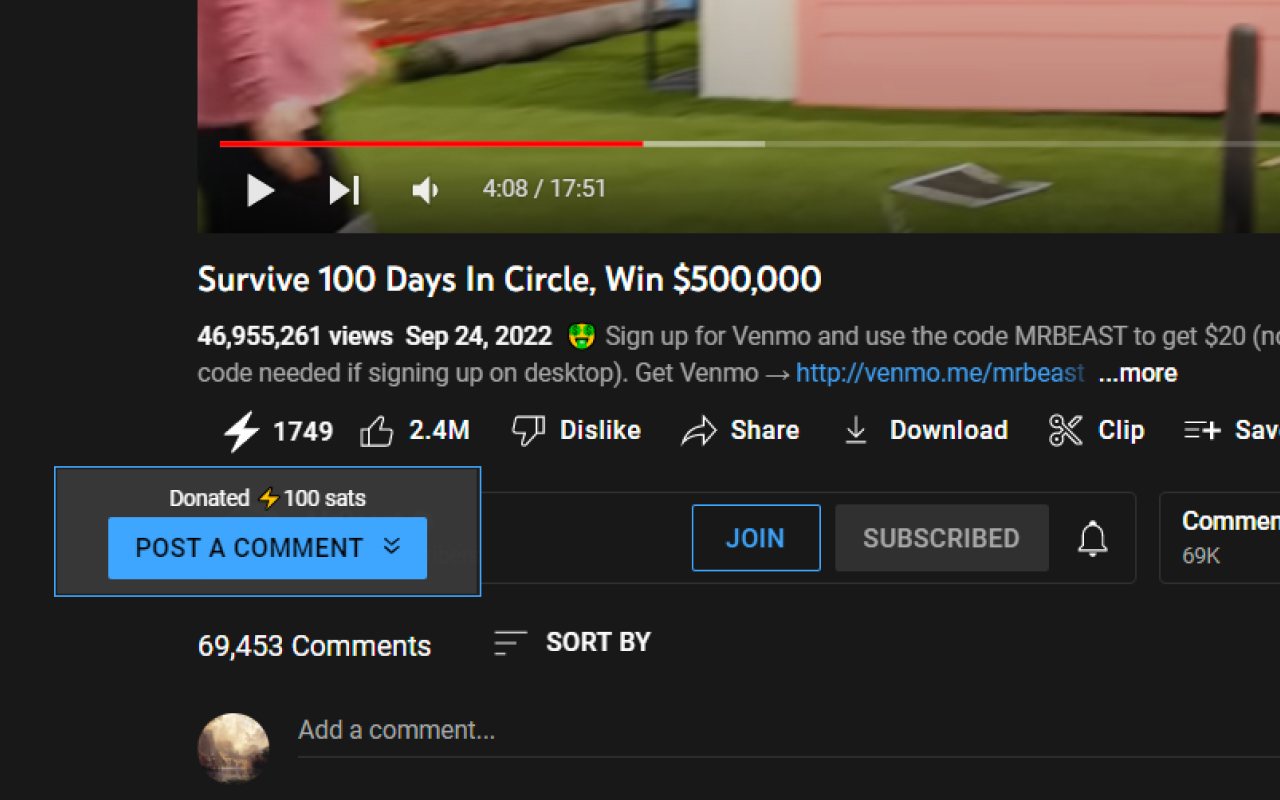 4:08 / 17:51
Survive 100 Days In Circle, Win $500,000
46,955,261 views Sep 24, 2022 🤑 Sign up for Venmo and use the code MRBEAST to get $20 (no
code needed if signing up on desktop). Get Venmo → http://venmo.me/mrbeast ...more
1749 2.4M Dislike Share Download Clip Save
Donated ⚡100 sats
POST A COMMENT
JOIN SUBSCRIBED
Commen
69K
69,453 Comments SORT BY
Add a comment...